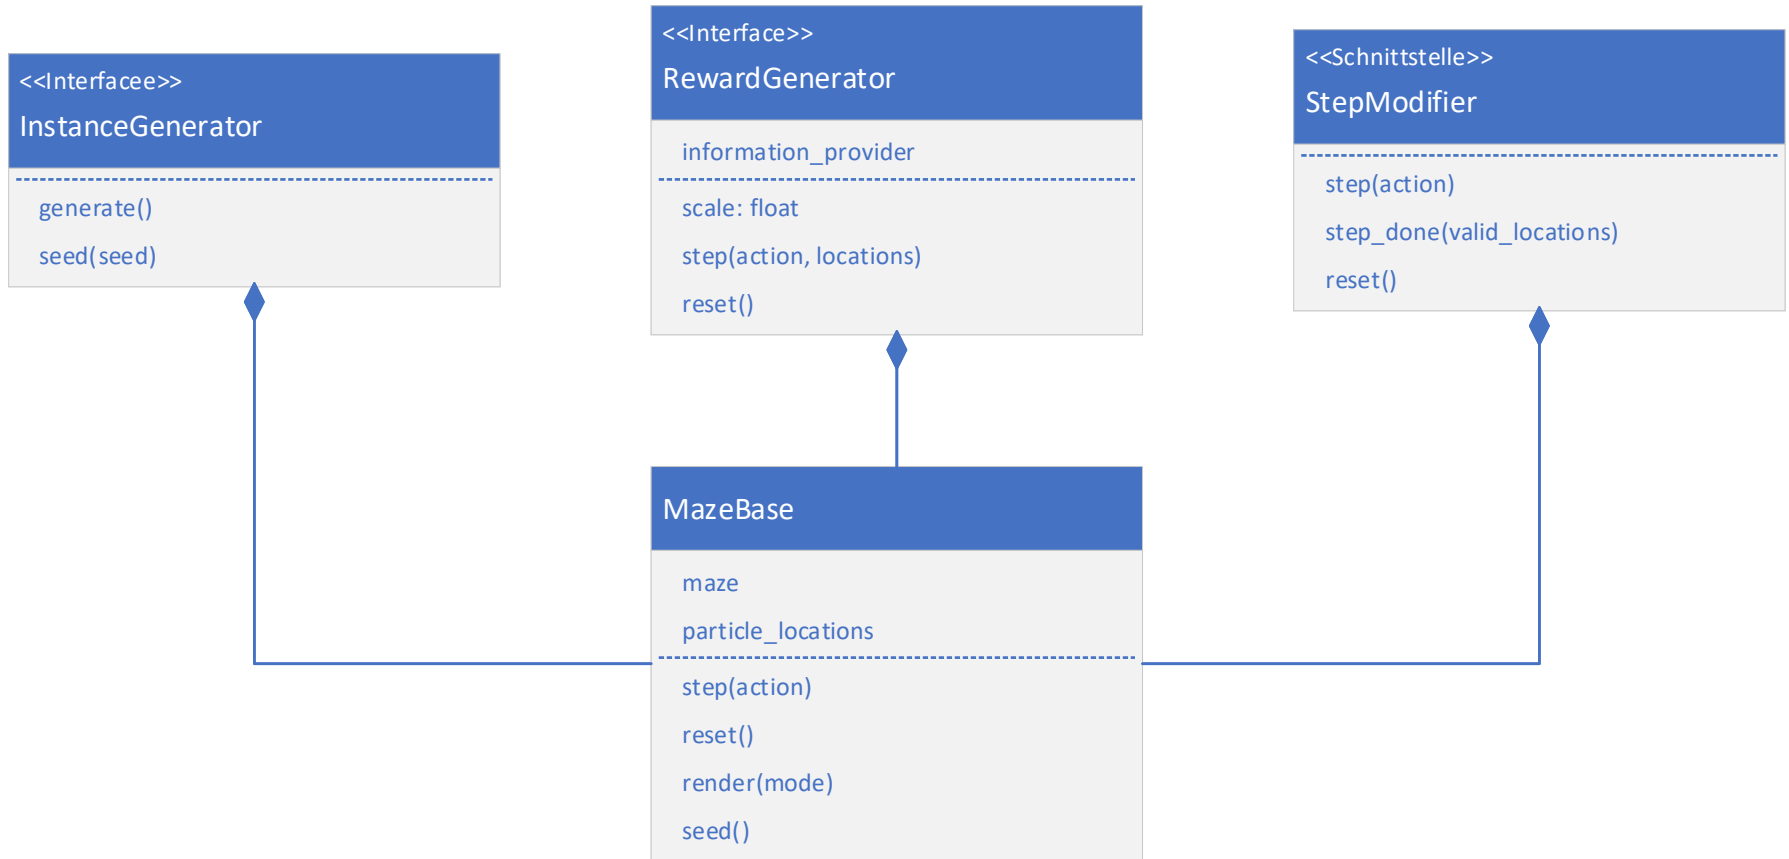 <<Interfacee>>
InstanceGenerator
generate()
seed(seed)
<<Interface>>
RewardGenerator
information_provider
scale: float
step(action, locations)
reset()
<<Schnittstelle>>
StepModifier
step(action)
step_done(valid_locations)
reset()
MazeBase
maze
particle_locations
step(action)
reset()
render(mode)
seed()